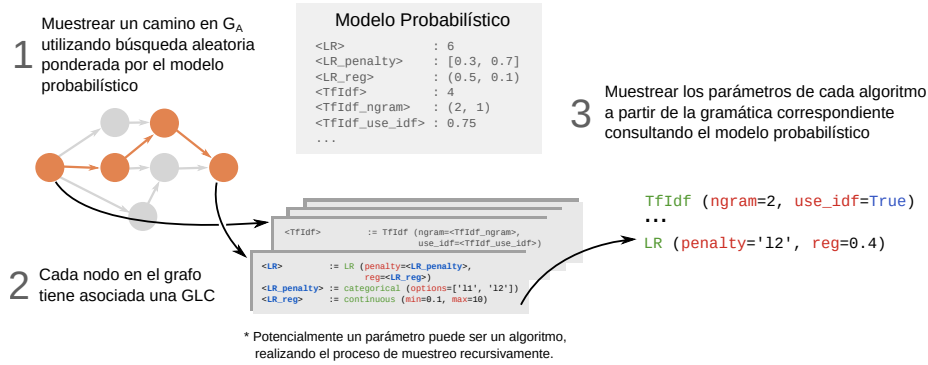 1
Muestrear un camino en GA
utilizando búsqueda aleatoria
ponderada por el modelo
probabilístico
Modelo Probabilístico
<LR> : 6
<LR_penalty> : [0.3, 0.7]
<LR_reg> : (0.5, 0.1)
<TfIdf> : 4
<TfIdf_ngram> : (2, 1)
<TfIdf_use_idf> : 0.75
...
3
Muestrear los parámetros de cada algoritmo
a partir de la gramática correspondiente
consultando el modelo probabilístico
TfIdf (ngram=2, use_idf=True)
...
LR (penalty='l2', reg=0.4)
<TfIdf> := TfIdf (ngram=<TfIdf_ngram>,
use_idf=<TfIdf_use_idf>)
<LR> := LR (penalty=<LR_penalty>,
reg=<LR_reg>)
<LR_penalty> := categorical (options=['l1', 'l2'])
<LR_reg> := continuous (min=0.1, max=10)
2
Cada nodo en el grafo
tiene asociada una GLC
* Potencialmente un parámetro puede ser un algoritmo,
realizando el proceso de muestreo recursivamente.